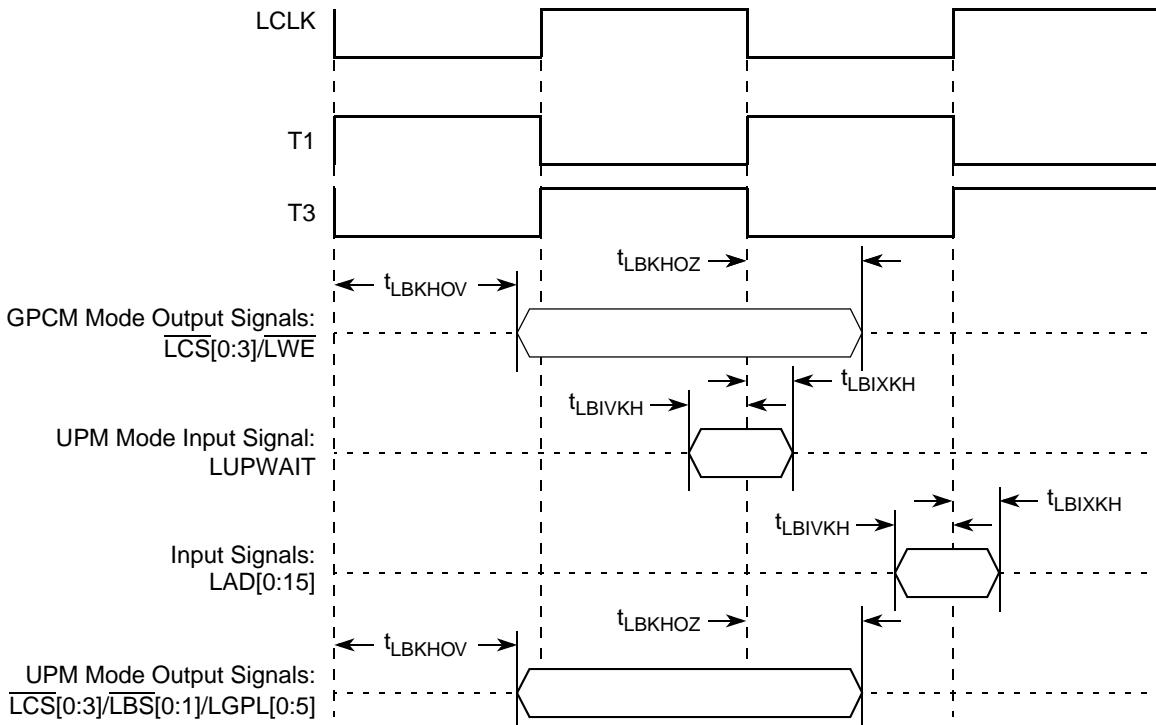 LCLK
T1
T3
tLBKHOZ
tLBKHOV
GPCM Mode Output Signals:
LCS[0:3]/LWE
tLBIXKH
tLBIVKH
UPM Mode Input Signal:
LUPWAIT
tLBIXKH
tLBIVKH
Input Signals:
LAD[0:15]
tLBKHOZ
tLBKHOV
UPM Mode Output Signals:
LCS[0:3]/LBS[0:1]/LGPL[0:5]